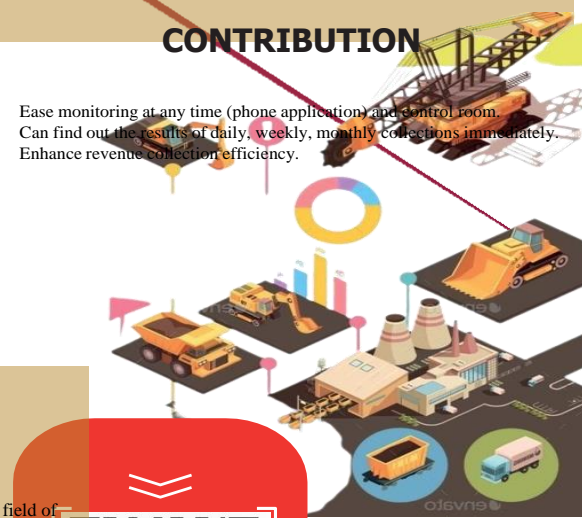 CONTRIBUTION
Ease monitoring at any time (phone application) and control room.
Can find out the results of daily, weekly, monthly collections immediately.
Enhance revenue collection efficiency.
field of